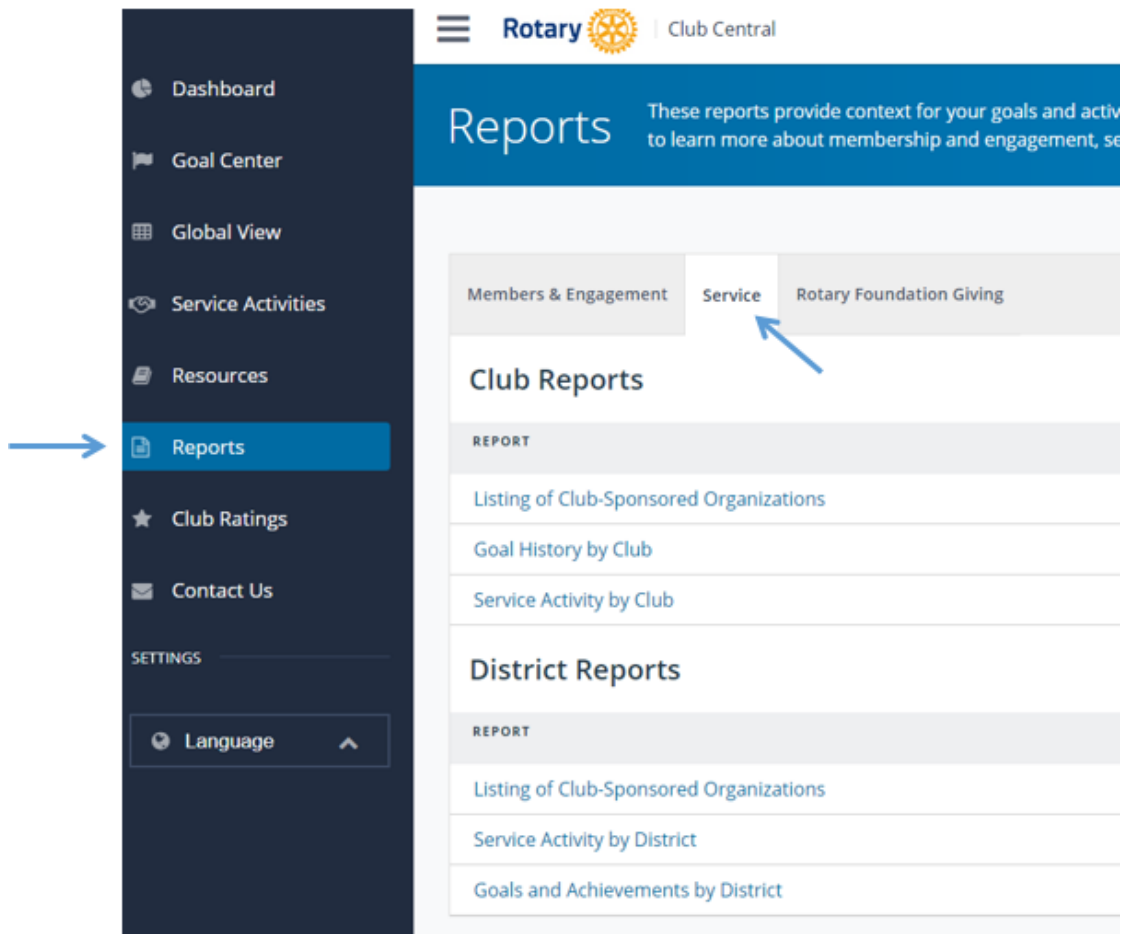 Rotary
Club Central
Dashboard
Goal Center
Global View
Service Activities
Resources
Reports
Club Ratings
Contact Us
SETTINGS
Language
Reports
These reports provide context for your goals and activ
to learn more about membership and engagement, se
Members & Engagement
Service
Rotary Foundation Giving
Club Reports
REPORT
Listing of Club-Sponsored Organizations
Goal History by Club
Service Activity by Club
District Reports
REPORT
Listing of Club-Sponsored Organizations
Service Activity by District
Goals and Achievements by District